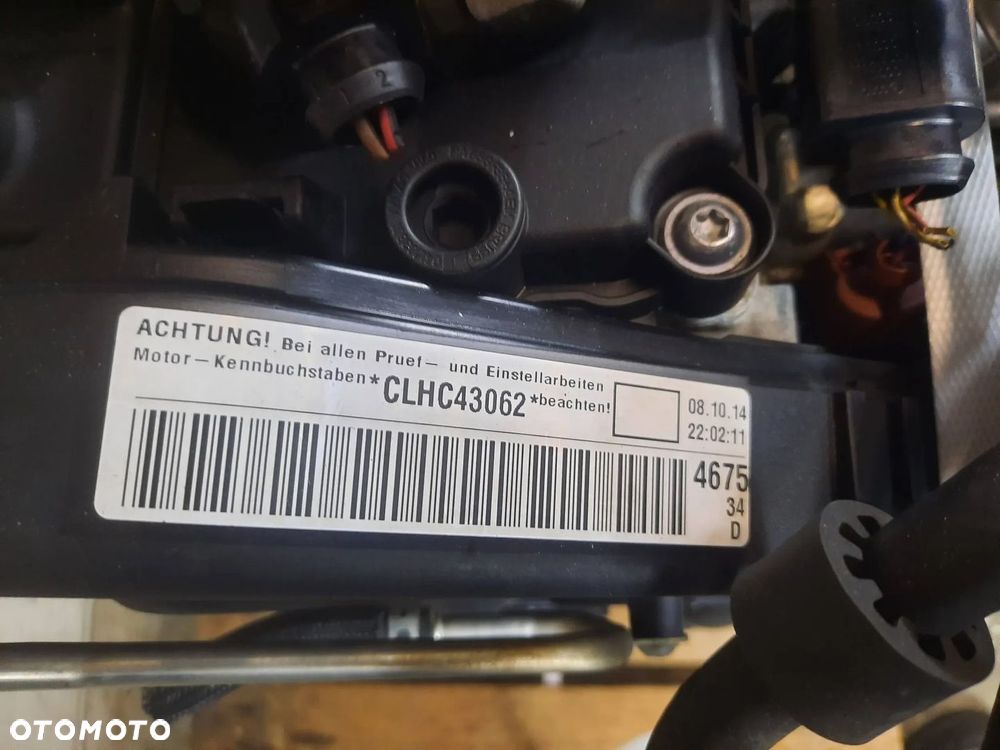 2
ACHTUNG! Bei allen Pruef- und Einstellarbeiten
Motor-Kennbuchstaben*CLHC43062*beachten!
08.10.14
22:02:11
4675
34
D
OTOMOTO